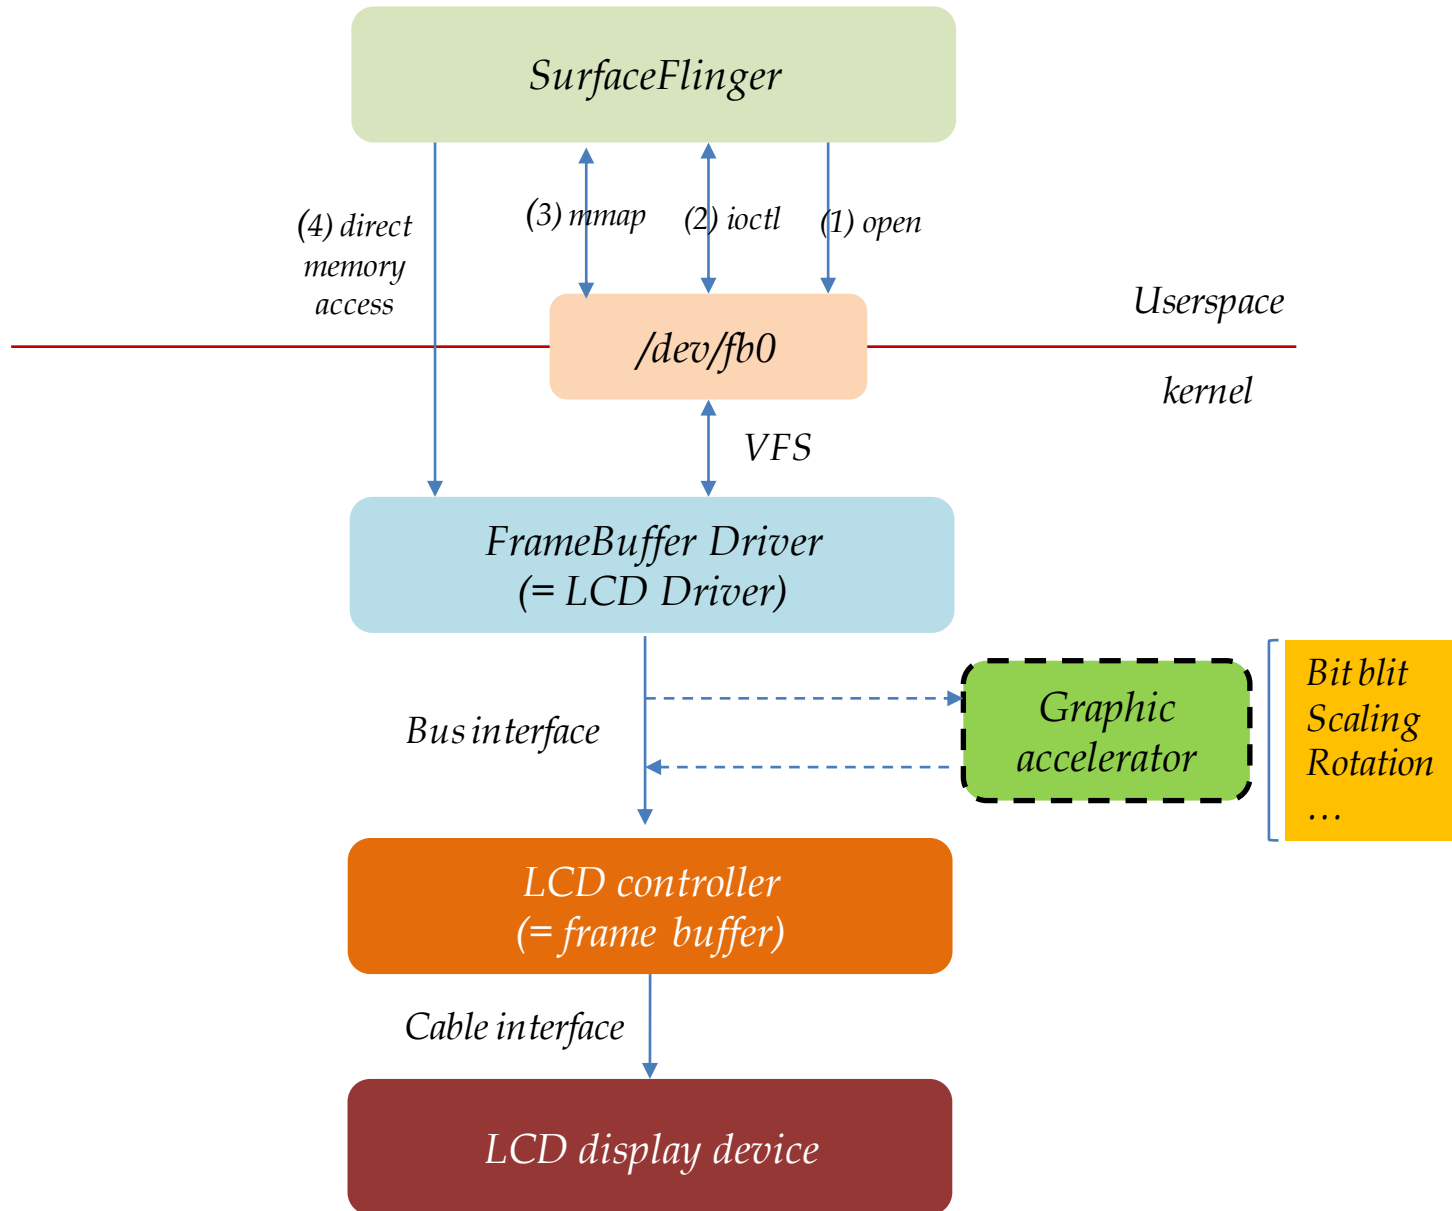 SurfaceFlinger
(4) direct
memory
access
(3) mmap
(2) ioctl
(1) open
Userspace
/dev/fb0
kernel
VFS
FrameBuffer Driver
(= LCD Driver)
Bus interface
Graphic
accelerator
Bit blit
Scaling
Rotation
…
LCD controller
(= frame buffer)
Cable interface
LCD display device